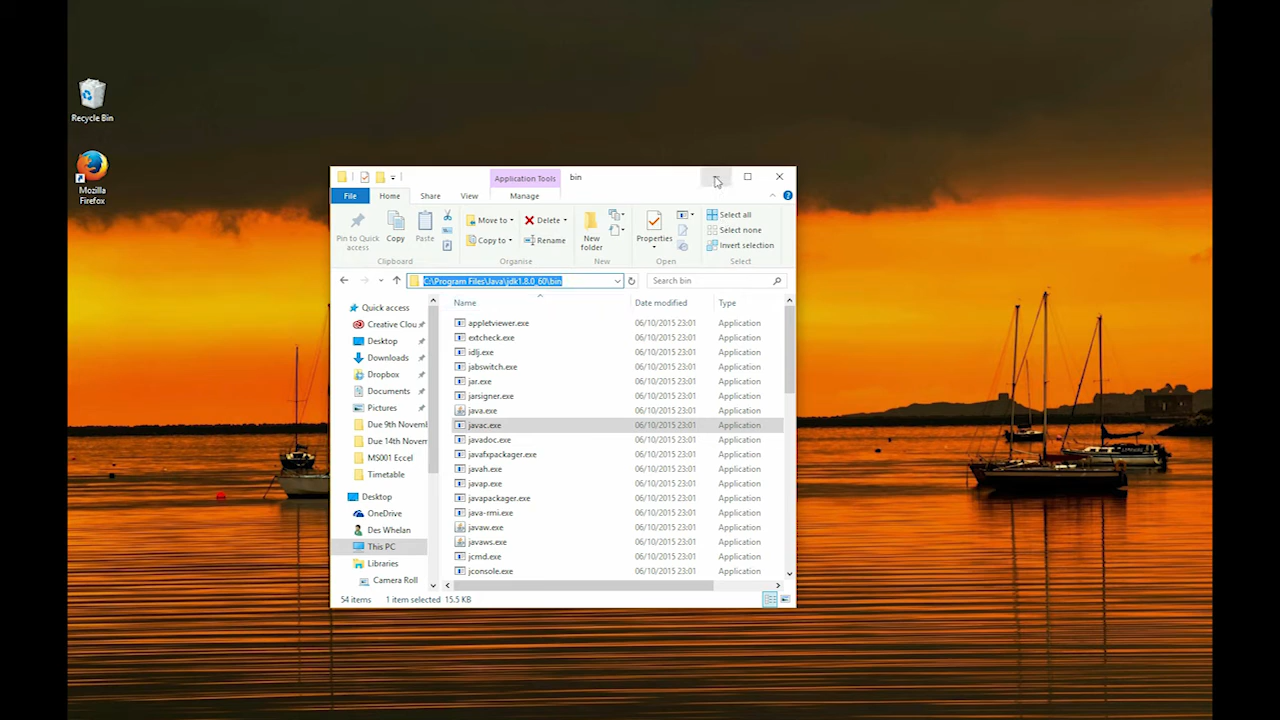 Recycle Bin
Mozilla
Firefox
Application Tools
bin
File
Home
Share
View
Manage
Pin to Quick
access
Copy
Paste
Clipboard
Move to
Copy to
Delete
Rename
Organise
New
folder
New
Properties
Open
Select all
Select none
Invert selection
Select
C:\Program Files\Java\jdk1.8.0_60\bin
Search bin
Quick access
Creative Clou
Desktop
Downloads
Dropbox
Documents
Pictures
Due 9th Novemb
Due 14th Novem
MS001 Eccel
Timetable
Desktop
OneDrive
Des Whelan
This PC
Libraries
Camera Roll
Name Date modified Type
appletviewer.exe 06/10/2015 23:01 Application
extcheck.exe 06/10/2015 23:01 Application
idlj.exe 06/10/2015 23:01 Application
jabswitch.exe 06/10/2015 23:01 Application
jar.exe 06/10/2015 23:01 Application
jarsigner.exe 06/10/2015 23:01 Application
java.exe 06/10/2015 23:01 Application
javac.exe 06/10/2015 23:01 Application
javadoc.exe 06/10/2015 23:01 Application
javafxpackager.exe 06/10/2015 23:01 Application
javah.exe 06/10/2015 23:01 Application
javap.exe 06/10/2015 23:01 Application
javapackager.exe 06/10/2015 23:01 Application
java-rmi.exe 06/10/2015 23:01 Application
javaw.exe 06/10/2015 23:01 Application
javaws.exe 06/10/2015 23:01 Application
jcmd.exe 06/10/2015 23:01 Application
jconsole.exe 06/10/2015 23:01 Application
54 items 1 item selected 15.5 KB